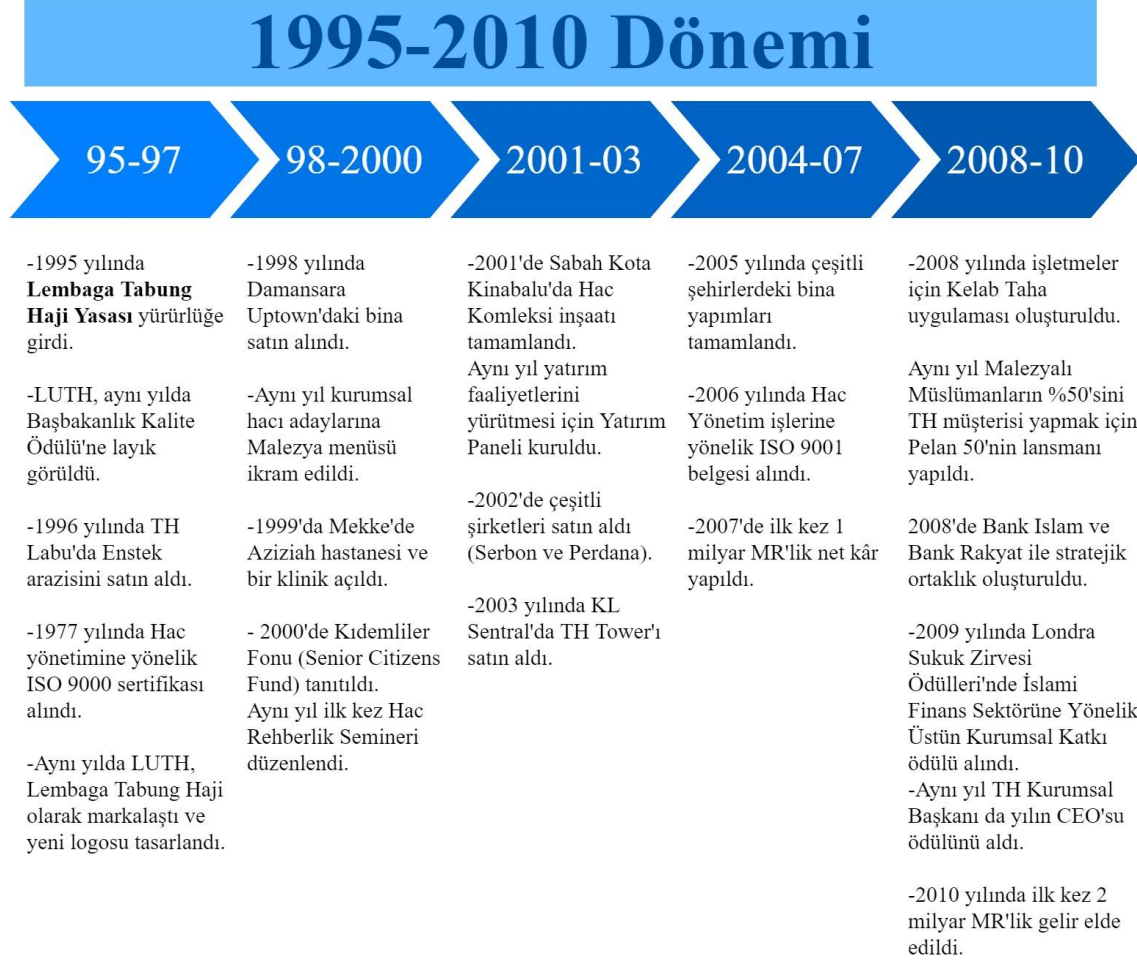 1995-2010 Dönemi
95-97
98-2000
2001-03
2004-07
2008-10
-1995 yılında
Lembaga Tabung
Haji Yasası yürürlüğe
girdi.
-LUTH, aynı yılda
Başbakanlık Kalite
Ödülü'ne layık
görüldü.
-1996 yılında TH
Labu'da Enstek
arazisini satın aldı.
-1977 yılında Hac
yönetimine yönelik
ISO 9000 sertifikası
alındı.
-Aynı yılda LUTH,
Lembaga Tabung Haji
olarak markalaştı ve
yeni logosu tasarlandı.
-1998 yılında
Damansara
Uptown'daki bina
satın alındı.
-Aynı yıl kurumsal
hacı adaylarına
Malezya menüsü
ikram edildi.
-1999'da Mekke'de
Aziziah hastanesi ve
bir klinik açıldı.
- 2000'de Kıdemliler
Fonu (Senior Citizens
Fund) tanıtıldı.
Aynı yıl ilk kez Hac
Rehberlik Semineri
düzenlendi.
-2001'de Sabah Kota
Kinabalu'da Hac
Komleksi inşaatı
tamamlandı.
Aynı yıl yatırım
faaliyetlerini
yürütmesi için Yatırım
Paneli kuruldu.
-2002'de çeşitli
şirketleri satın aldı
(Serbon ve Perdana).
-2003 yılında KL
Sentral'da TH Tower'ı
satın aldı.
-2005 yılında çeşitli
şehirlerdeki bina
yapımları
tamamlandı.
-2006 yılında Hac
Yönetim işlerine
yönelik ISO 9001
belgesi alındı.
-2007'de ilk kez 1
milyar MR'lik net kâr
yapıldı.
-2008 yılında işletmeler
için Kelab Taha
uygulaması oluşturuldu.
Aynı yıl Malezyalı
Müslümanların %50'sini
TH müşterisi yapmak için
Pelan 50'nin lansmanı
yapıldı.
2008'de Bank Islam ve
Bank Rakyat ile stratejik
ortaklık oluşturuldu.
-2009 yılında Londra
Sukuk Zirvesi
Ödülleri'nde İslami
Finans Sektörüne Yönelik
Üstün Kurumsal Katkı
ödülü alındı.
-Aynı yıl TH Kurumsal
Başkanı da yılın CEO'su
ödülünü aldı.
-2010 yılında ilk kez 2
milyar MR'lik gelir elde
edildi.